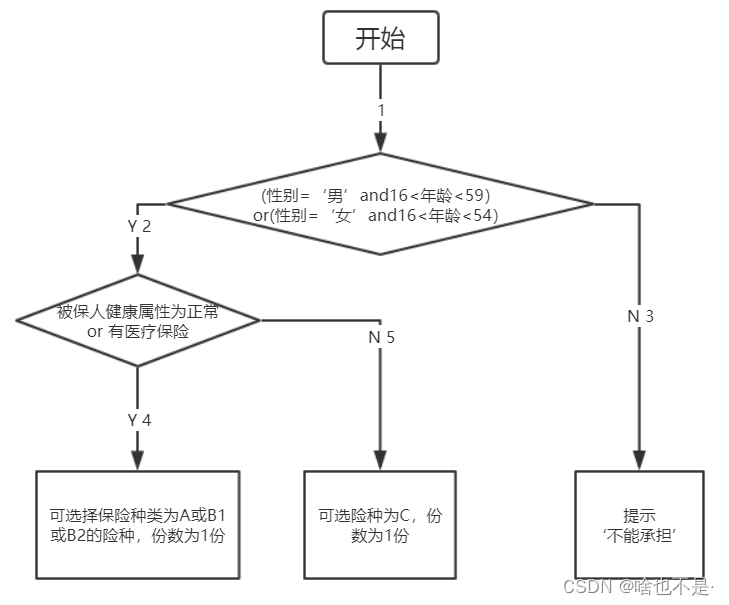 开始
1
(性别=‘男’and16<年龄<59)
or(性别=‘女’and16<年龄<54)
Y 2
N 3
被保人健康属性为正常
or 有医疗保险
N 5
Y 4
可选择保险种类为A或B1
或B2的险种，份数为1份
可选险种为C，份
数为1份
提示
‘不能承担’
CSDN @啥也不是·